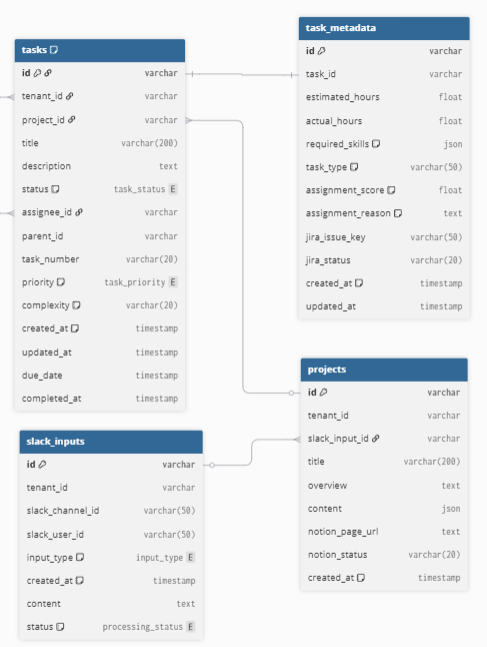 tasks
id varchar
tenant_id varchar
project_id varchar
title varchar(200)
description text
status task_status E
assignee_id varchar
parent_id varchar
task_number varchar(20)
priority task_priority E
complexity varchar(20)
created_at timestamp
updated_at timestamp
due_date timestamp
completed_at timestamp
task_metadata
id varchar
task_id varchar
estimated_hours float
actual_hours float
required_skills json
task_type varchar(50)
assignment_score float
assignment_reason text
jira_issue_key varchar(50)
jira_status varchar(20)
created_at timestamp
updated_at timestamp
slack_inputs
id varchar
tenant_id varchar
slack_channel_id varchar(50)
slack_user_id varchar(50)
input_type input_type E
created_at timestamp
content text
status processing_status E
projects
id varchar
tenant_id varchar
slack_input_id varchar
title varchar(200)
overview text
content json
notion_page_url text
notion_status varchar(20)
created_at timestamp